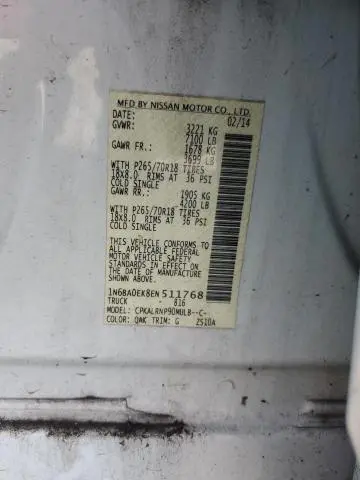 MFD BY NISSAN MOTOR CO., LTD.
DATE: 02/14
GVWR: 3221 KG
7100 LB
GAWR FR.: 1678 KG
3699 LB
WITH P265/70R18 TIRES
18X8.0 RIMS AT 36 PSI
COLD SINGLE
GAWR RR.: 1905 KG
4200 LB
WITH P265/70R18 TIRES
18X8.0 RIMS AT 36 PSI
COLD SINGLE
THIS VEHICLE CONFORMS TO
ALL APPLICABLE FEDERAL
MOTOR VEHICLE SAFETY
STANDARDS IN EFFECT ON
THE DATE OF MANUFACTURE
SHOWN ABOVE.
1N6BA0EK8EN511768
TRUCK 816
MODEL: CPKALRNP90MULB--C-
COLOR: QAK TRIM: G 2510A